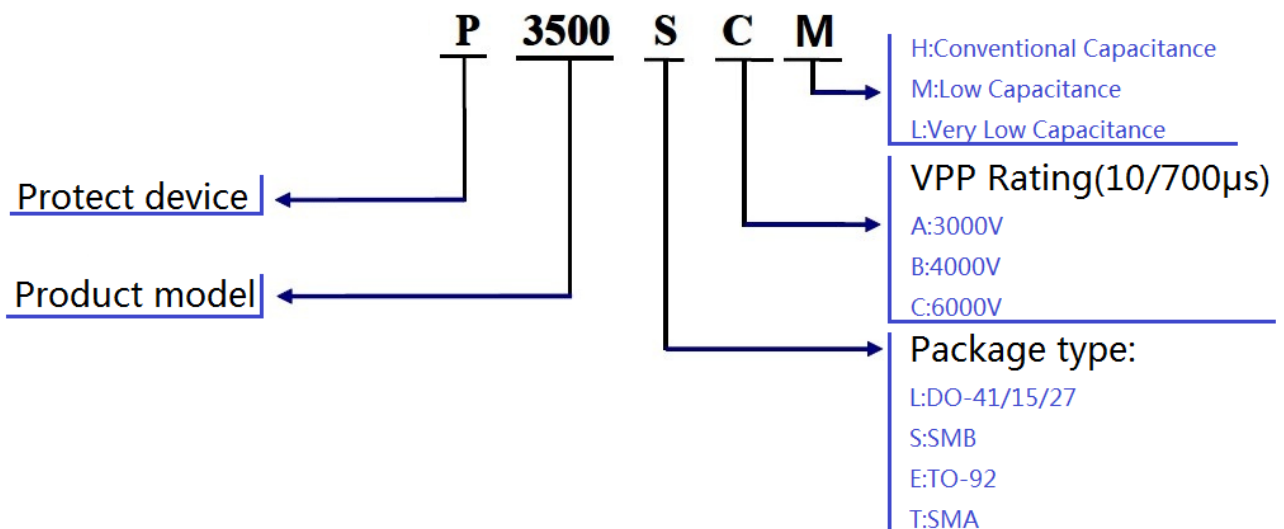 P 3500 S C M
H:Conventional Capacitance
M:Low Capacitance
L:Very Low Capacitance
VPP Rating(10/700μs)
A:3000V
B:4000V
C:6000V
Protect device
Product model
Package type:
L:DO-41/15/27
S:SMB
E:TO-92
T:SMA